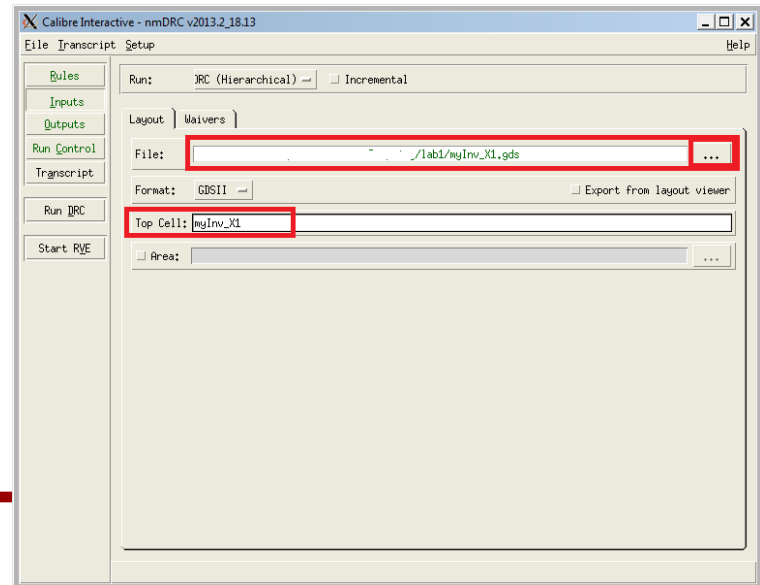 Calibre Interactive - nmDRC v2013.2_18.13
File Transcript Setup Help
Rules
Inputs
Outputs
Run Control
Transcript
Run DRC
Start RVE
Run: DRC (Hierarchical) Incremental
Layout Waivers
File: /lab1/myInv_X1.gds ...
Format: GDSII Export from layout viewer
Top Cell: myInv_X1
Area: ...